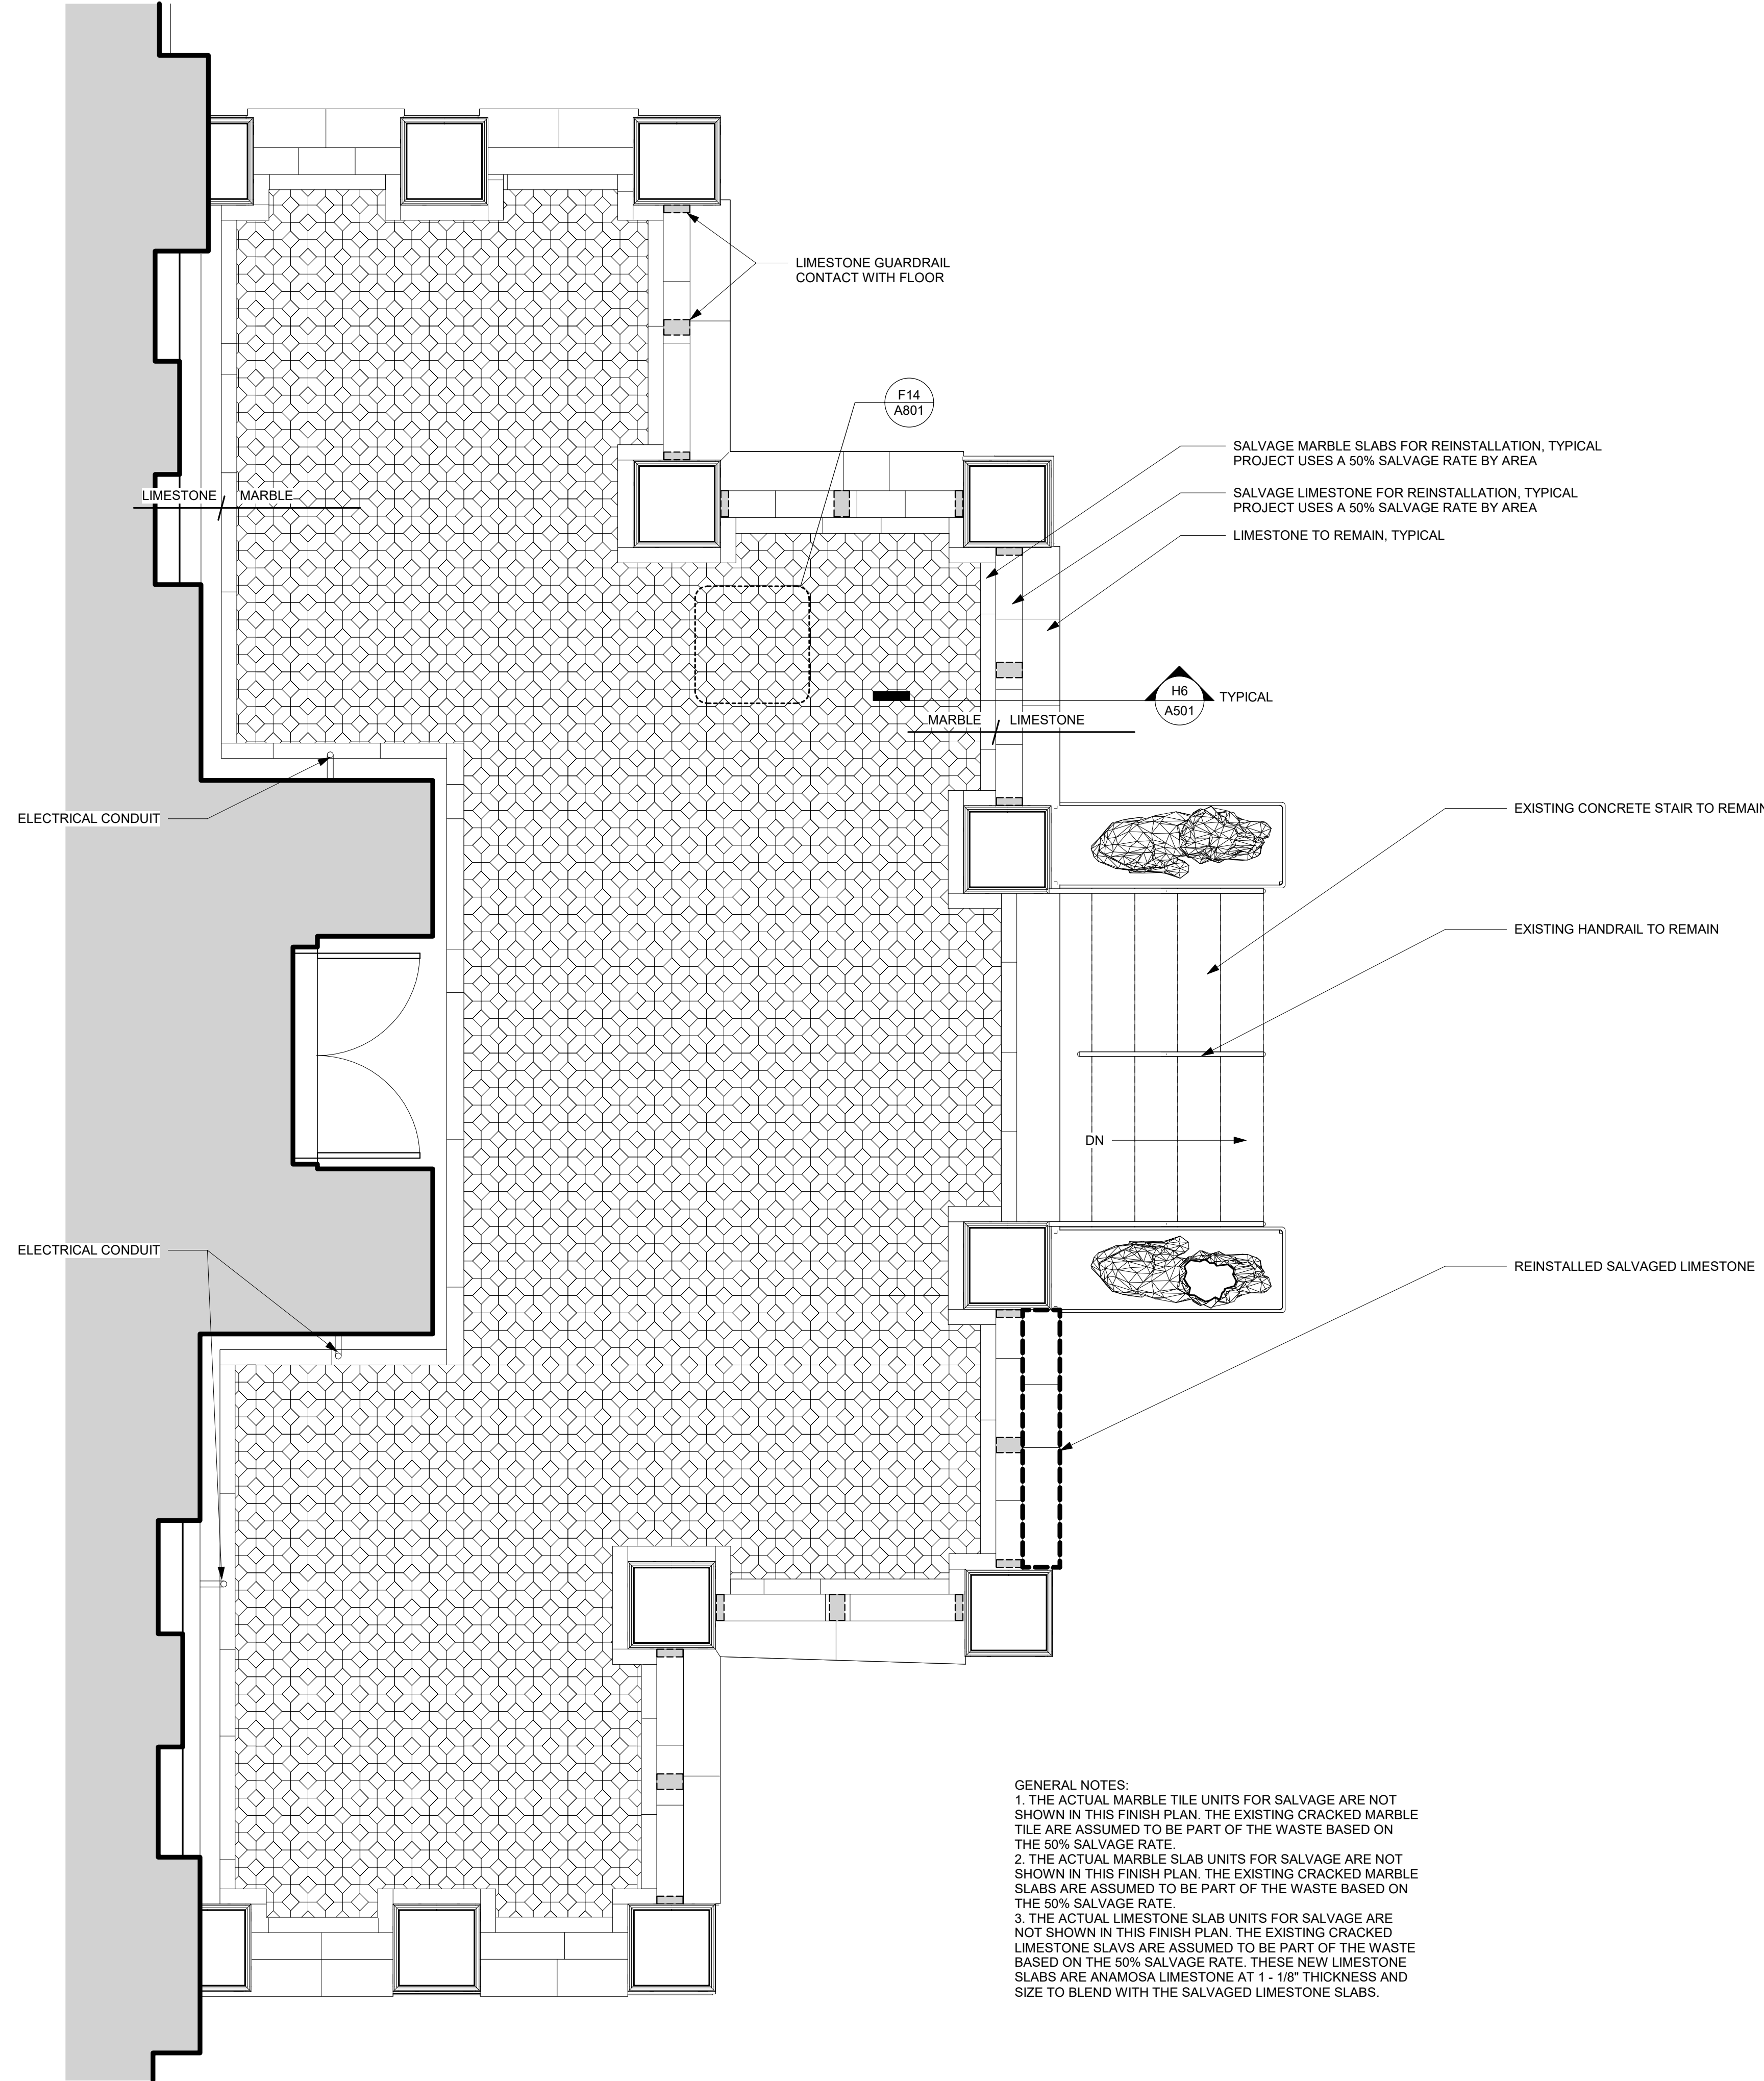 LIMESTONE GUARDRAIL
CONTACT WITH FLOOR
F14
A801
SALVAGE MARBLE SLABS FOR REINSTALLATION, TYPICAL
PROJECT USES A 50% SALVAGE RATE BY AREA
SALVAGE LIMESTONE FOR REINSTALLATION, TYPICAL
PROJECT USES A 50% SALVAGE RATE BY AREA
LIMESTONE TO REMAIN, TYPICAL
LIMESTONE
MARBLE
H6
A501
TYPICAL
MARBLE
LIMESTONE
ELECTRICAL CONDUIT
EXISTING CONCRETE STAIR TO REMAIN
EXISTING HANDRAIL TO REMAIN
DN
ELECTRICAL CONDUIT
REINSTALLED SALVAGED LIMESTONE
GENERAL NOTES:
1. THE ACTUAL MARBLE TILE UNITS FOR SALVAGE ARE NOT
SHOWN IN THIS FINISH PLAN. THE EXISTING CRACKED MARBLE
TILE ARE ASSUMED TO BE PART OF THE WASTE BASED ON
THE 50% SALVAGE RATE.
2. THE ACTUAL MARBLE SLAB UNITS FOR SALVAGE ARE NOT
SHOWN IN THIS FINISH PLAN. THE EXISTING CRACKED MARBLE
SLABS ARE ASSUMED TO BE PART OF THE WASTE BASED ON
THE 50% SALVAGE RATE.
3. THE ACTUAL LIMESTONE SLAB UNITS FOR SALVAGE ARE
NOT SHOWN IN THIS FINISH PLAN. THE EXISTING CRACKED
LIMESTONE SLAVS ARE ASSUMED TO BE PART OF THE WASTE
BASED ON THE 50% SALVAGE RATE. THESE NEW LIMESTONE
SLABS ARE ANAMOSA LIMESTONE AT 1 - 1/8" THICKNESS AND
SIZE TO BLEND WITH THE SALVAGED LIMESTONE SLABS.